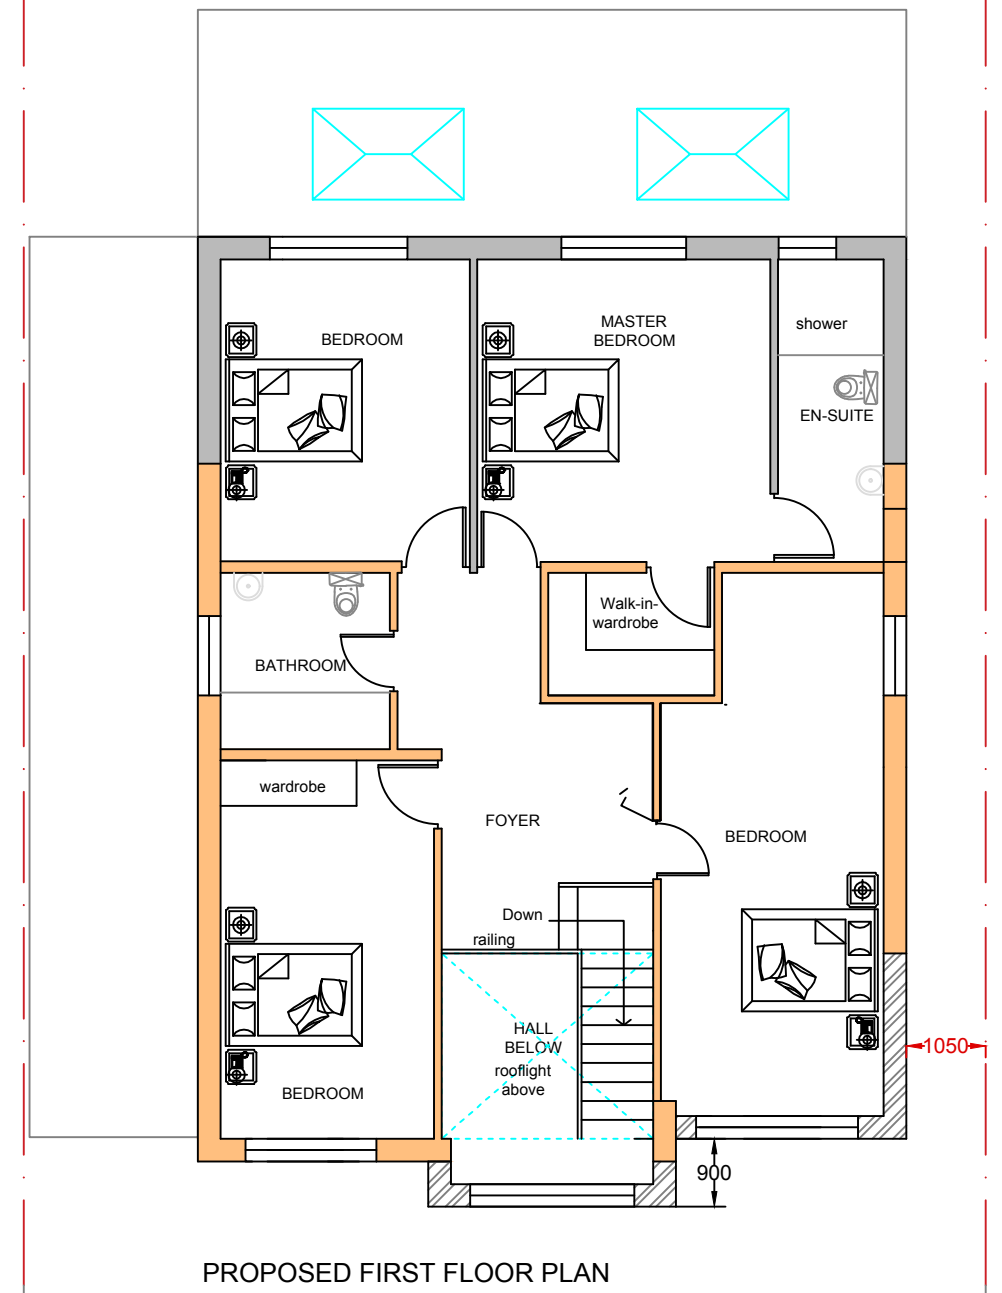 MASTER
BEDROOM
shower
BEDROOM
EN-SUITE
Walk-in-
wardrobe
BATHROOM
wardrobe
FOYER
BEDROOM
Down
railing
HALL
BELOW
rooflight
above
1050
BEDROOM
900
PROPOSED FIRST FLOOR PLAN